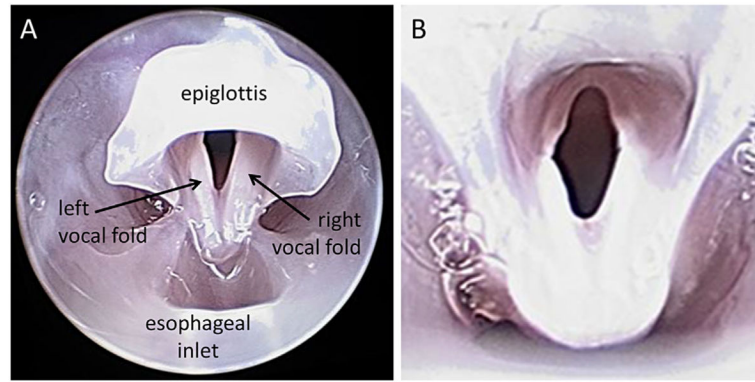 A
B
epiglottis
left
vocal fold
right
vocal fold
esophageal
inlet